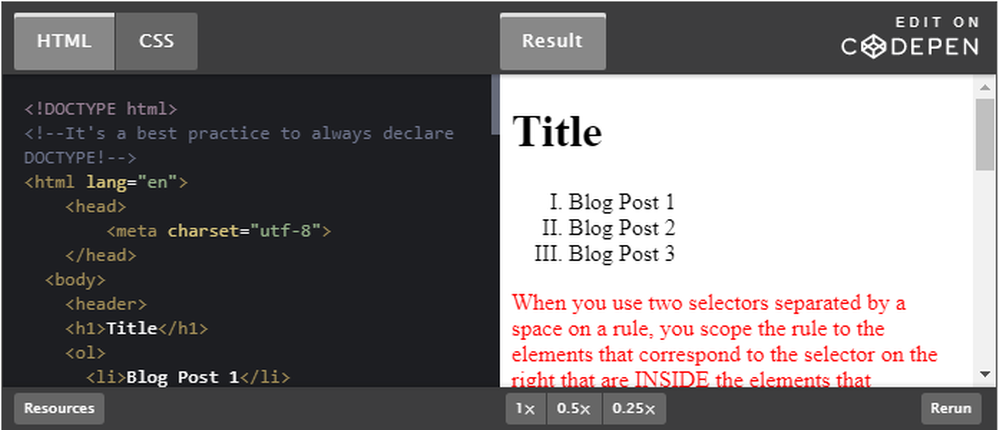 HTML
CSS
Result
EDIT ON
CODEPEN
<!DOCTYPE html>
<!--It's a best practice to always declare
DOCTYPE!-->
<html lang="en">
<head>
<meta charset="utf-8">
</head>
<body>
<header>
<h1>Title</h1>
<ol>
<li>Blog Post 1</li>
Title
I. Blog Post 1
II. Blog Post 2
III. Blog Post 3
When you use two selectors separated by a
space on a rule, you scope the rule to the
elements that correspond to the selector on the
right that are INSIDE the elements that
Resources
1x
0.5x
0.25x
Rerun